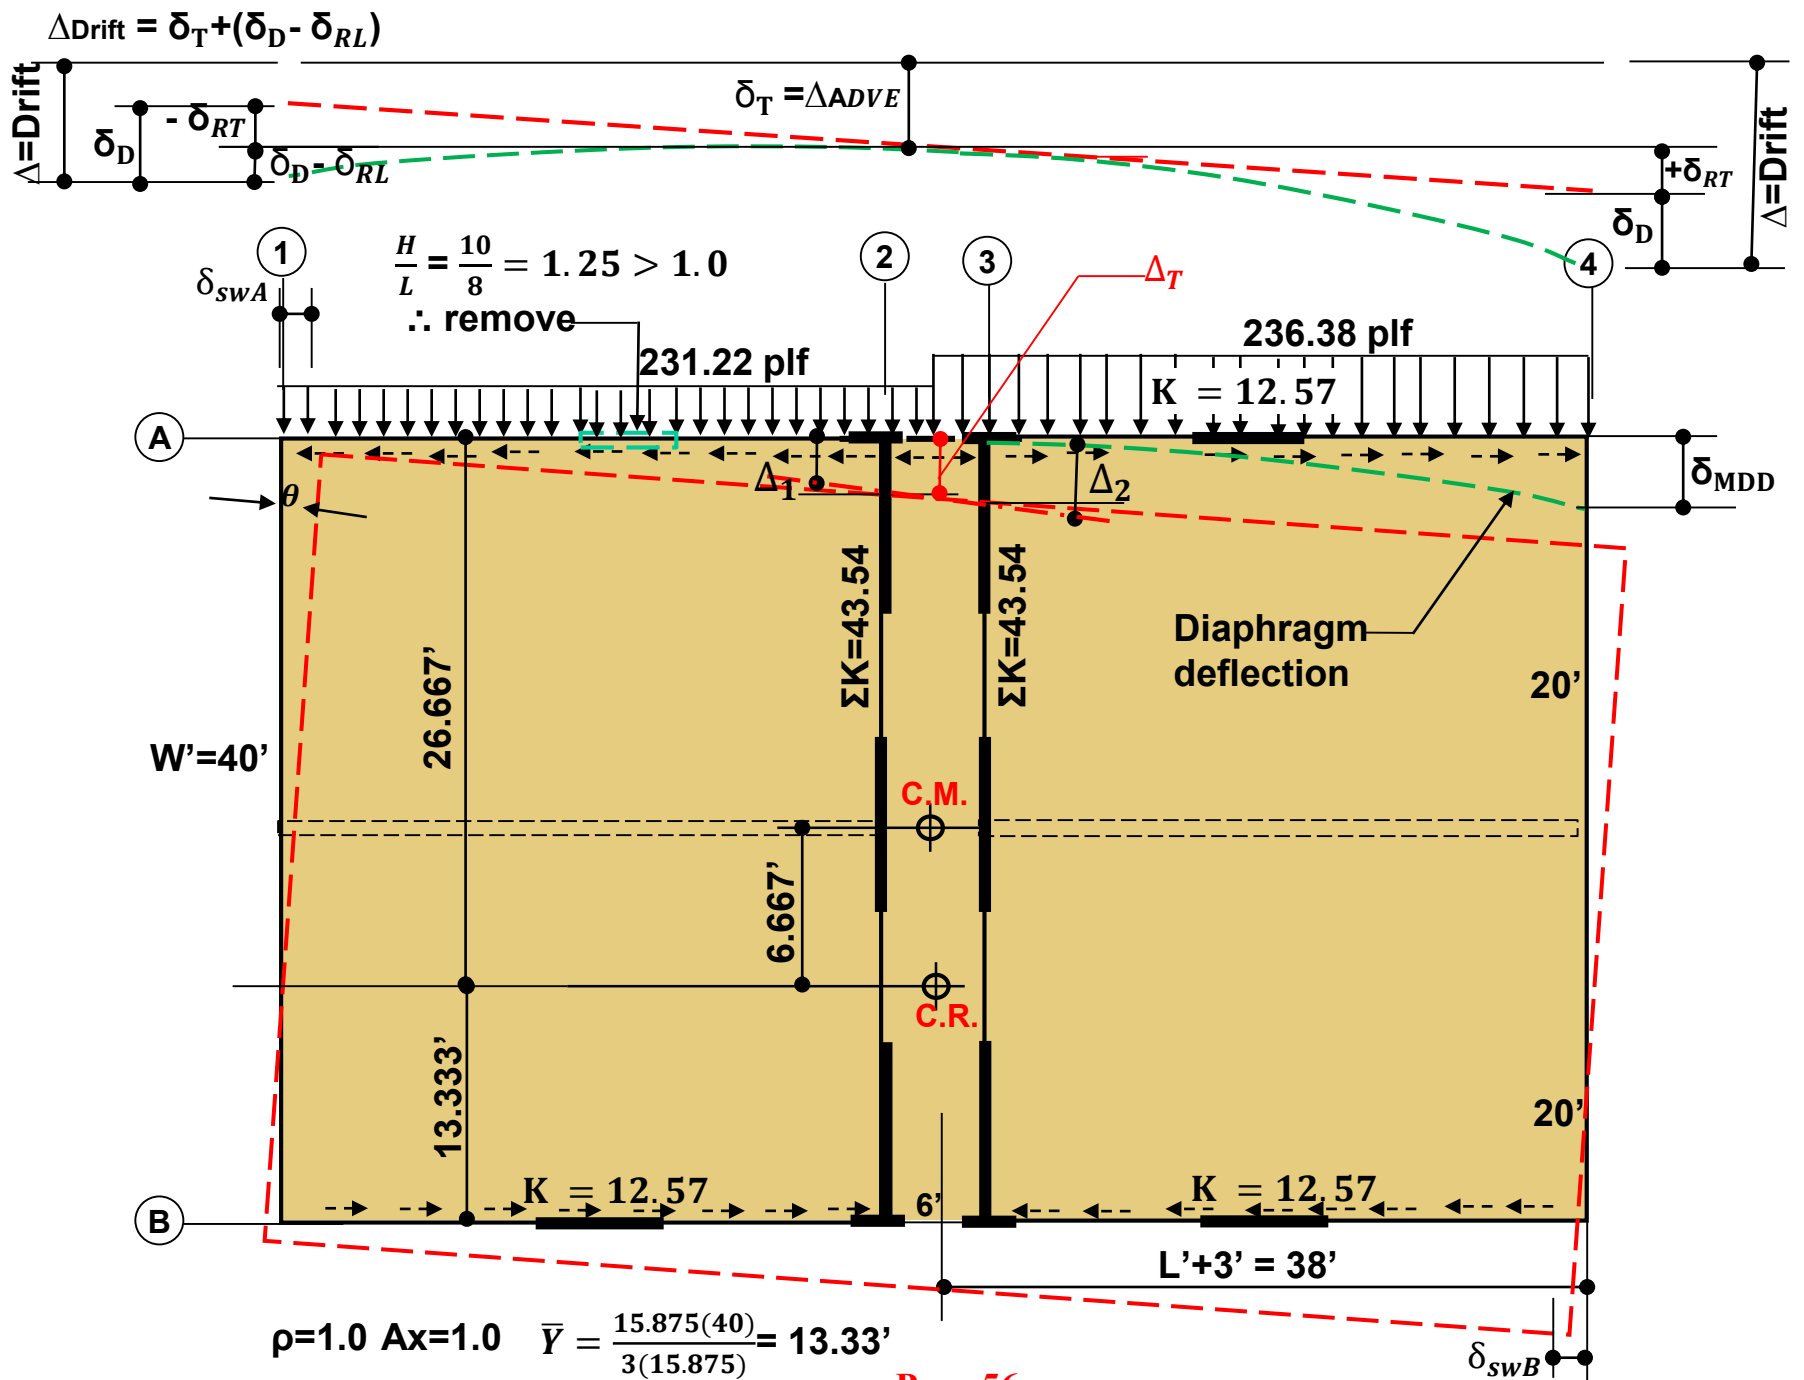 ΔDrift = δT+(δD- δRL)
Δ=Drift
δD
- δRT
δD- δRL
δT =ΔADVE
+δRT
δD
Δ=Drift
1
H/L = 10/8 = 1.25 > 1.0
∴ remove
2
3
ΔT
4
δswA
231.22 plf
236.38 plf
K = 12.57
A
θ
Δ1
Δ2
δMDD
ΣK=43.54
ΣK=43.54
Diaphragm
deflection
26.667’
20’
W’=40’
C.M.
6.667’
C.R.
13.333’
20’
K = 12.57
6’
K = 12.57
B
L’+3’ = 38’
ρ=1.0 Ax=1.0 Y̅ = 15.875(40)/3(15.875) = 13.33’
δswB